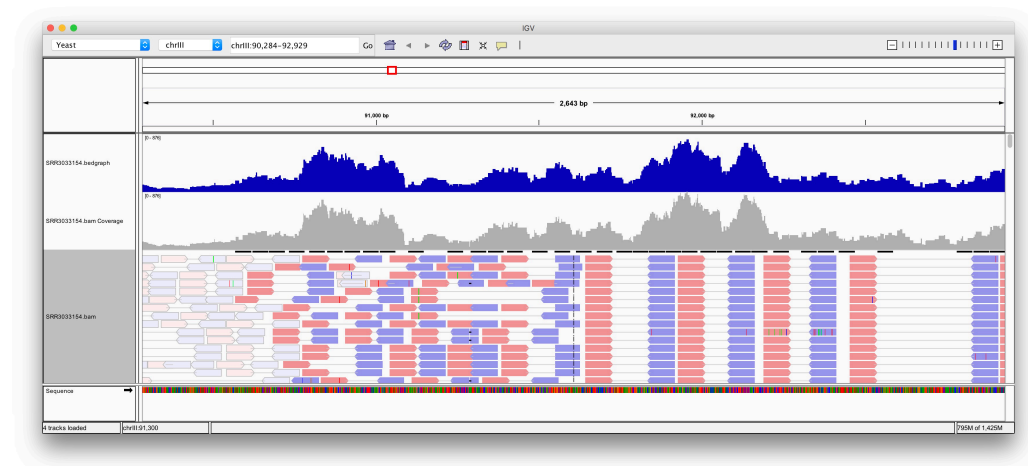 IGV
Yeast chrIII chrIII:90,284-92,929 Go
2,643 bp
91,000 bp 92,000 bp
[0 - 876]
SRR3033154.bedgraph
[0 - 876]
SRR3033154.bam Coverage
SRR3033154.bam
Sequence
4 tracks loaded chrIII:91,300 795M of 1,425M